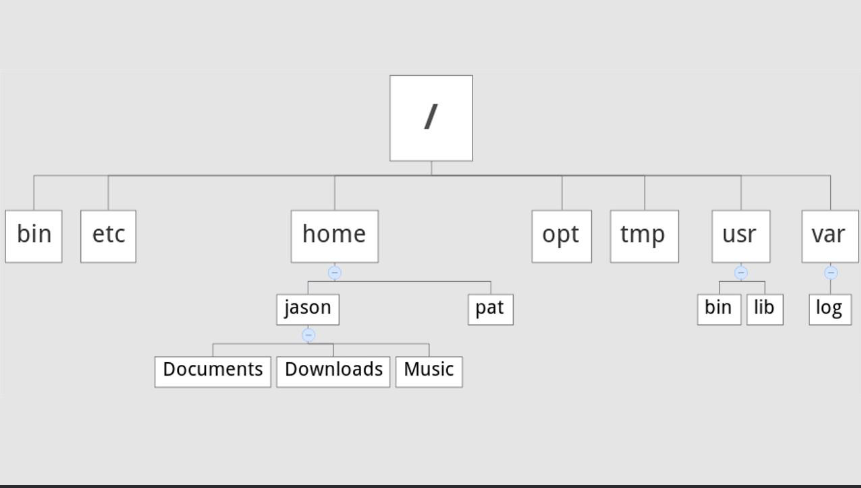 /
bin etc home opt tmp usr var
jason pat bin lib log
Documents Downloads Music